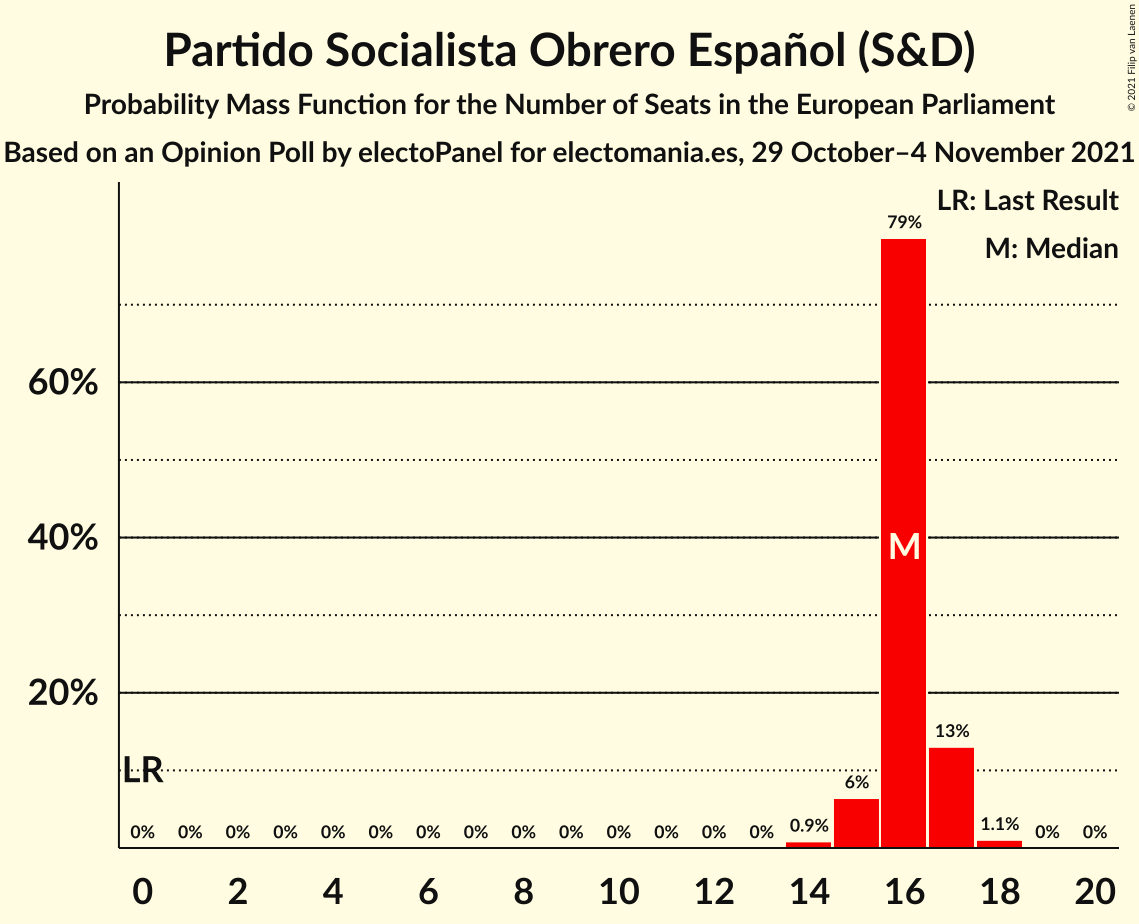 Partido Socialista Obrero Español (S&D)
Probability Mass Function for the Number of Seats in the European Parliament
Based on an Opinion Poll by electoPanel for electomania.es, 29 October–4 November 2021
© 2021 Filip van Laenen
LR: Last Result
M: Median
60%
40%
20%
LR
M
0% 0% 0% 0% 0% 0% 0% 0% 0% 0% 0% 0% 0% 0% 0.9% 6% 79% 13% 1.1% 0% 0%
0 2 4 6 8 10 12 14 16 18 20